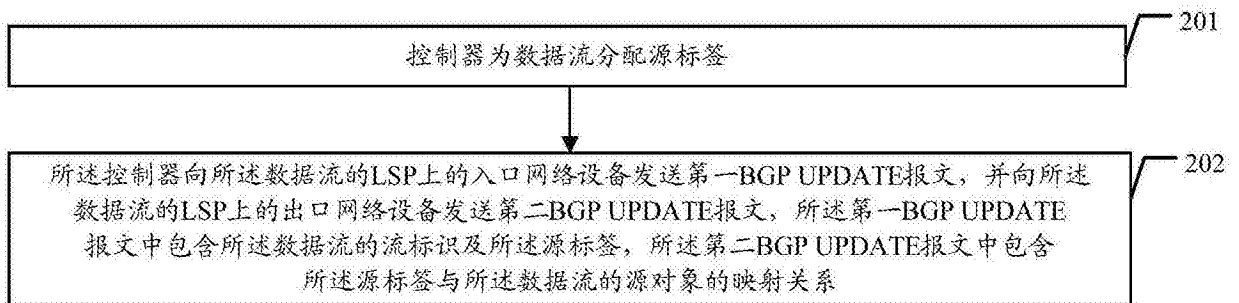 201
控制器为数据流分配源标签
202
所述控制器向所述数据流的LSP上的入口网络设备发送第一BGP UPDATE报文，并向所述
数据流的LSP上的出口网络设备发送第二BGP UPDATE报文，所述第一BGP UPDATE
报文中包含所述数据流的流标识及所述源标签，所述第二BGP UPDATE报文中包含
所述源标签与所述数据流的源对象的映射关系